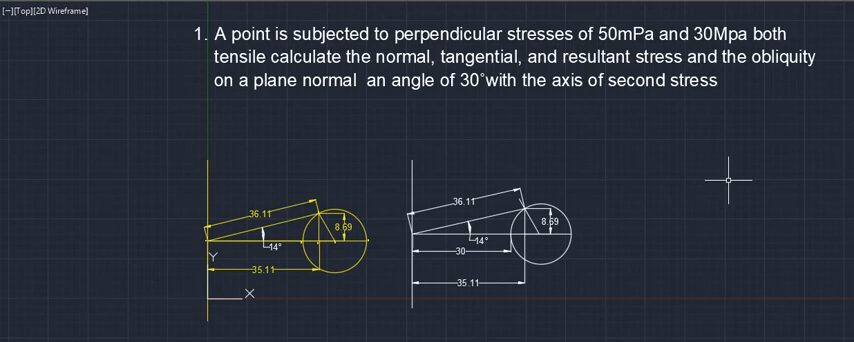 [−][Top][2D Wireframe]
1. A point is subjected to perpendicular stresses of 50mPa and 30Mpa both
tensile calculate the normal, tangential, and resultant stress and the obliquity
on a plane normal an angle of 30°with the axis of second stress
36.11
8.69
14°
35.11
Y
X
36.11
8.69
14°
30
35.11